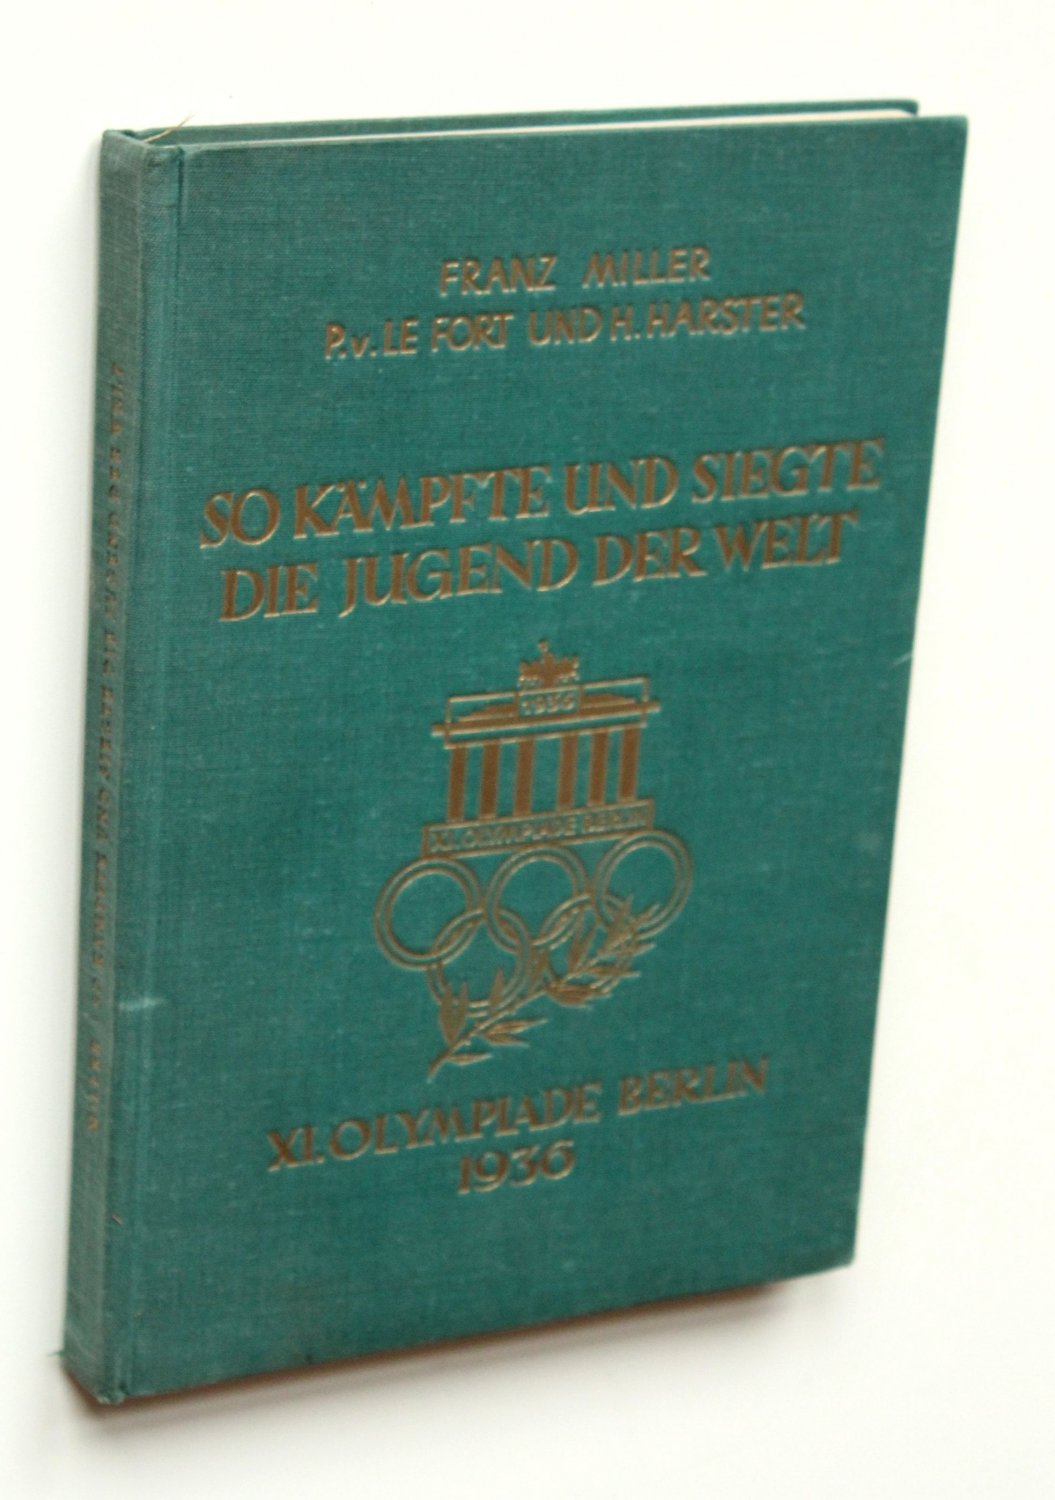 FRANZ MILLER
P.v. LE FORT UND H. HARSTER
SO KÄMPFTE UND SIEGTE
DIE JUGEND DER WELT
1936
XI. OLYMPIADE BERLIN
XI. OLYMPIADE BERLIN
1936